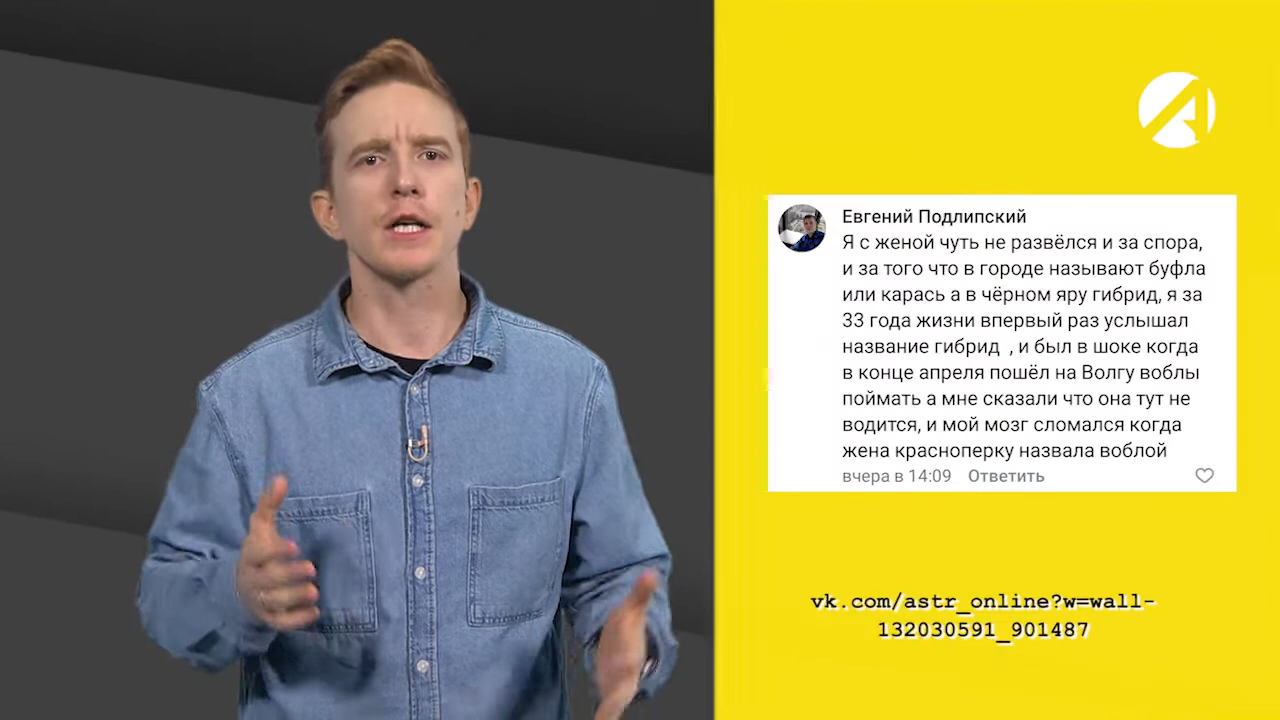 Евгений Подлипский
Я с женой чуть не развёлся и за спора,
и за того что в городе называют буфла
или карась а в чёрном яру гибрид, я за
33 года жизни впервый раз услышал
название гибрид , и был в шоке когда
в конце апреля пошёл на Волгу воблы
поймать а мне сказали что она тут не
водится, и мой мозг сломался когда
жена красноперку назвала воблой
вчера в 14:09 Ответить
vk.com/astr_online?w=wall-
132030591_901487